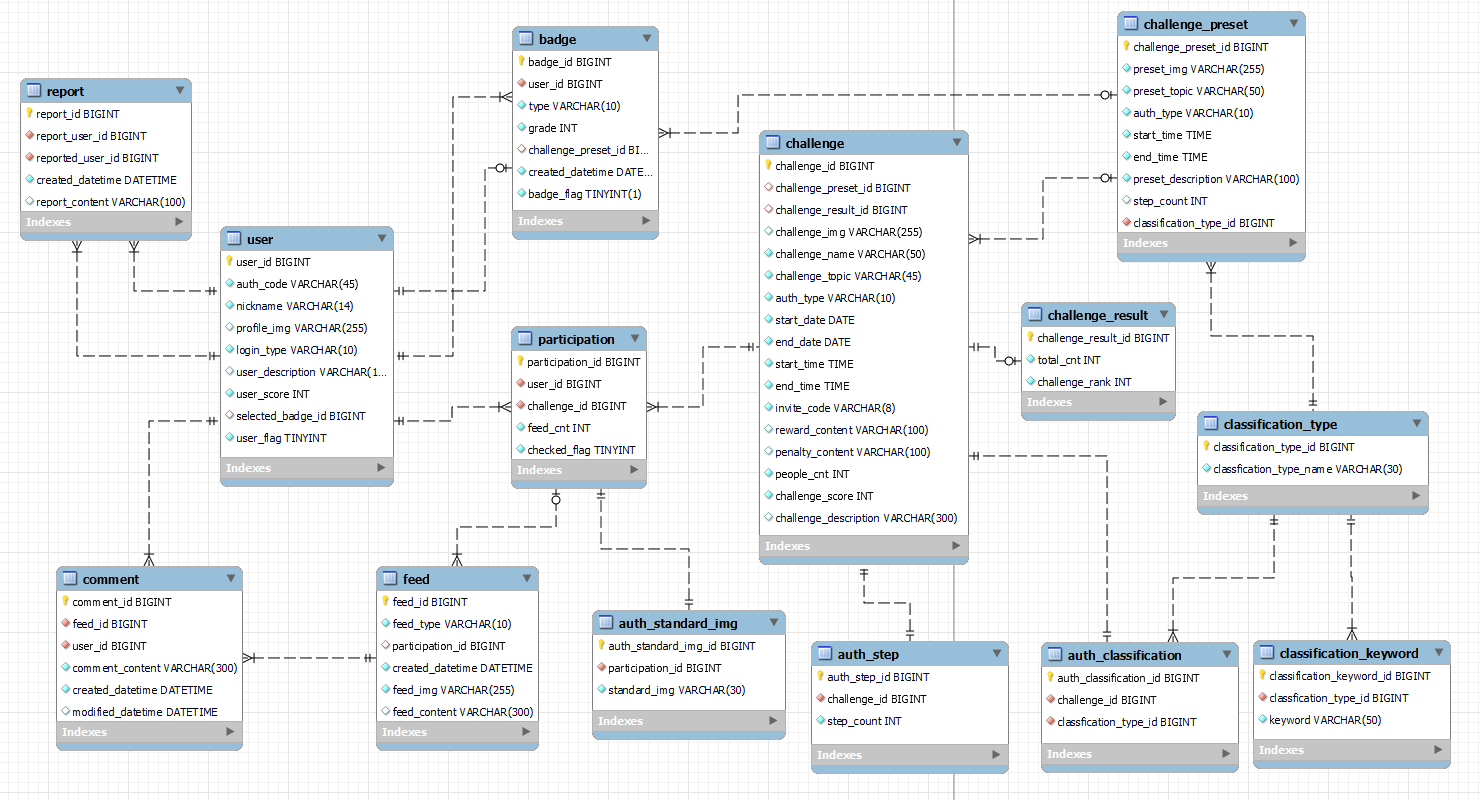 report
report_id BIGINT
report_user_id BIGINT
reported_user_id BIGINT
created_datetime DATETIME
report_content VARCHAR(100)
Indexes
user
user_id BIGINT
auth_code VARCHAR(45)
nickname VARCHAR(14)
profile_img VARCHAR(255)
login_type VARCHAR(10)
user_description VARCHAR(1...
user_score INT
selected_badge_id BIGINT
user_flag TINYINT
Indexes
badge
badge_id BIGINT
user_id BIGINT
type VARCHAR(10)
grade INT
challenge_preset_id BI...
created_datetime DATE...
badge_flag TINYINT(1)
Indexes
participation
participation_id BIGINT
user_id BIGINT
challenge_id BIGINT
feed_cnt INT
checked_flag TINYINT
Indexes
challenge
challenge_id BIGINT
challenge_preset_id BIGINT
challenge_result_id BIGINT
challenge_img VARCHAR(255)
challenge_name VARCHAR(50)
challenge_topic VARCHAR(45)
auth_type VARCHAR(10)
start_date DATE
end_date DATE
start_time TIME
end_time TIME
invite_code VARCHAR(8)
reward_content VARCHAR(100)
penalty_content VARCHAR(100)
people_cnt INT
challenge_score INT
challenge_description VARCHAR(300)
Indexes
challenge_preset
challenge_preset_id BIGINT
preset_img VARCHAR(255)
preset_topic VARCHAR(50)
auth_type VARCHAR(10)
start_time TIME
end_time TIME
preset_description VARCHAR(100)
step_count INT
classification_type_id BIGINT
Indexes
challenge_result
challenge_result_id BIGINT
total_cnt INT
challenge_rank INT
Indexes
classification_type
classification_type_id BIGINT
classfication_type_name VARCHAR(30)
Indexes
comment
comment_id BIGINT
feed_id BIGINT
user_id BIGINT
comment_content VARCHAR(300)
created_datetime DATETIME
modified_datetime DATETIME
Indexes
feed
feed_id BIGINT
feed_type VARCHAR(10)
participation_id BIGINT
created_datetime DATETIME
feed_img VARCHAR(255)
feed_content VARCHAR(300)
Indexes
auth_standard_img
auth_standard_img_id BIGINT
participation_id BIGINT
standard_img VARCHAR(30)
Indexes
auth_step
auth_step_id BIGINT
challenge_id BIGINT
step_count INT
Indexes
auth_classification
auth_classification_id BIGINT
challenge_id BIGINT
classfication_type_id BIGINT
Indexes
classification_keyword
classification_keyword_id BIGINT
classfication_type_id BIGINT
keyword VARCHAR(50)
Indexes